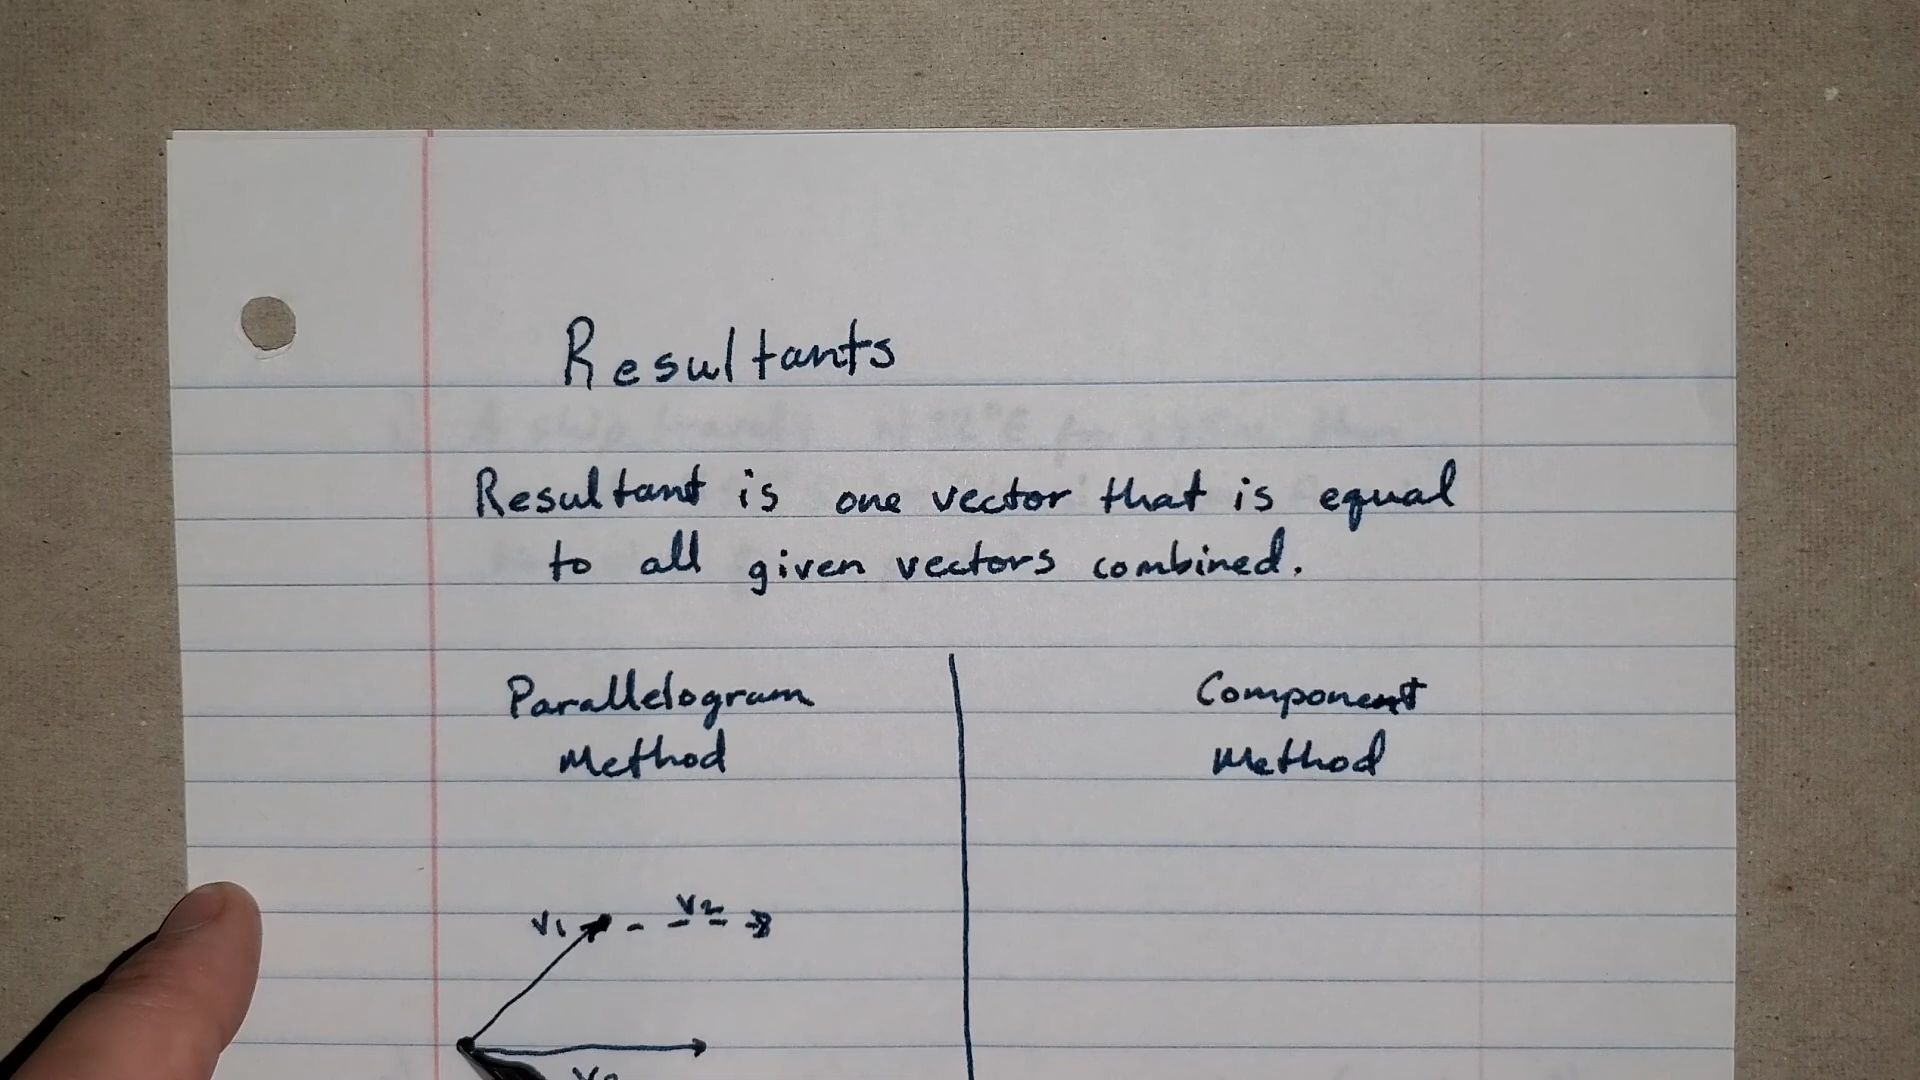 Resultants
Resultant is one vector that is equal
to all given vectors combined.
Parallelogram
Method
Component
Method
V1
V2